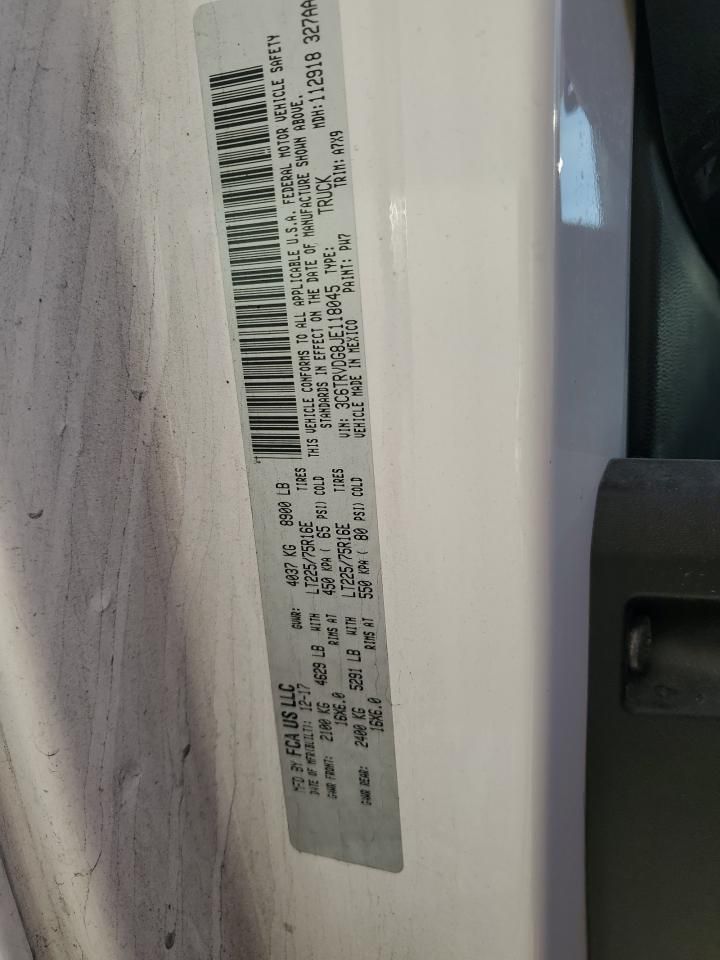 MFD BY FCA US LLC
DATE OF MFR(BUILT): 12-17 GVWR: 4037 KG 8900 LB
GAWR FRONT: 2100 KG 4629 LB WITH LT225/75R16E TIRES
16X6.0 RIMS AT 450 KPA ( 65 PSI) COLD
GAWR REAR: 2400 KG 5291 LB WITH LT225/75R16E TIRES
16X6.0 RIMS AT 550 KPA ( 80 PSI) COLD
THIS VEHICLE CONFORMS TO ALL APPLICABLE U.S.A. FEDERAL MOTOR VEHICLE SAFETY
STANDARDS IN EFFECT ON THE DATE OF MANUFACTURE SHOWN ABOVE.
VIN: 3C6TRVDG8JE118045 TYPE: TRUCK MDH:112918 327AA
VEHICLE MADE IN MEXICO PAINT: PW7 TRIM: A7X9